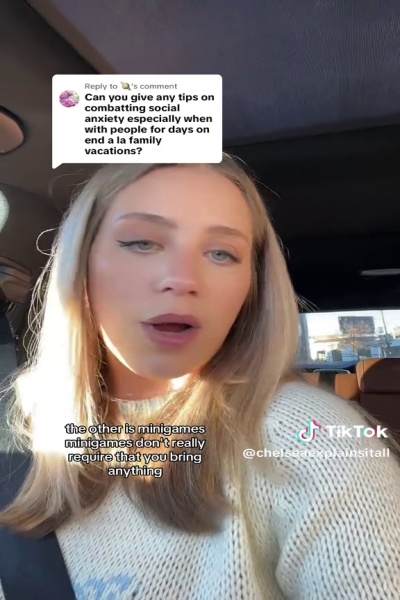 Reply to 's comment
Can you give any tips on
combatting social
anxiety especially when
with people for days on
end a la family
vacations?
the other is minigames
minigames don't really
require that you bring
anything
TikTok
@chelseaexplainsitall